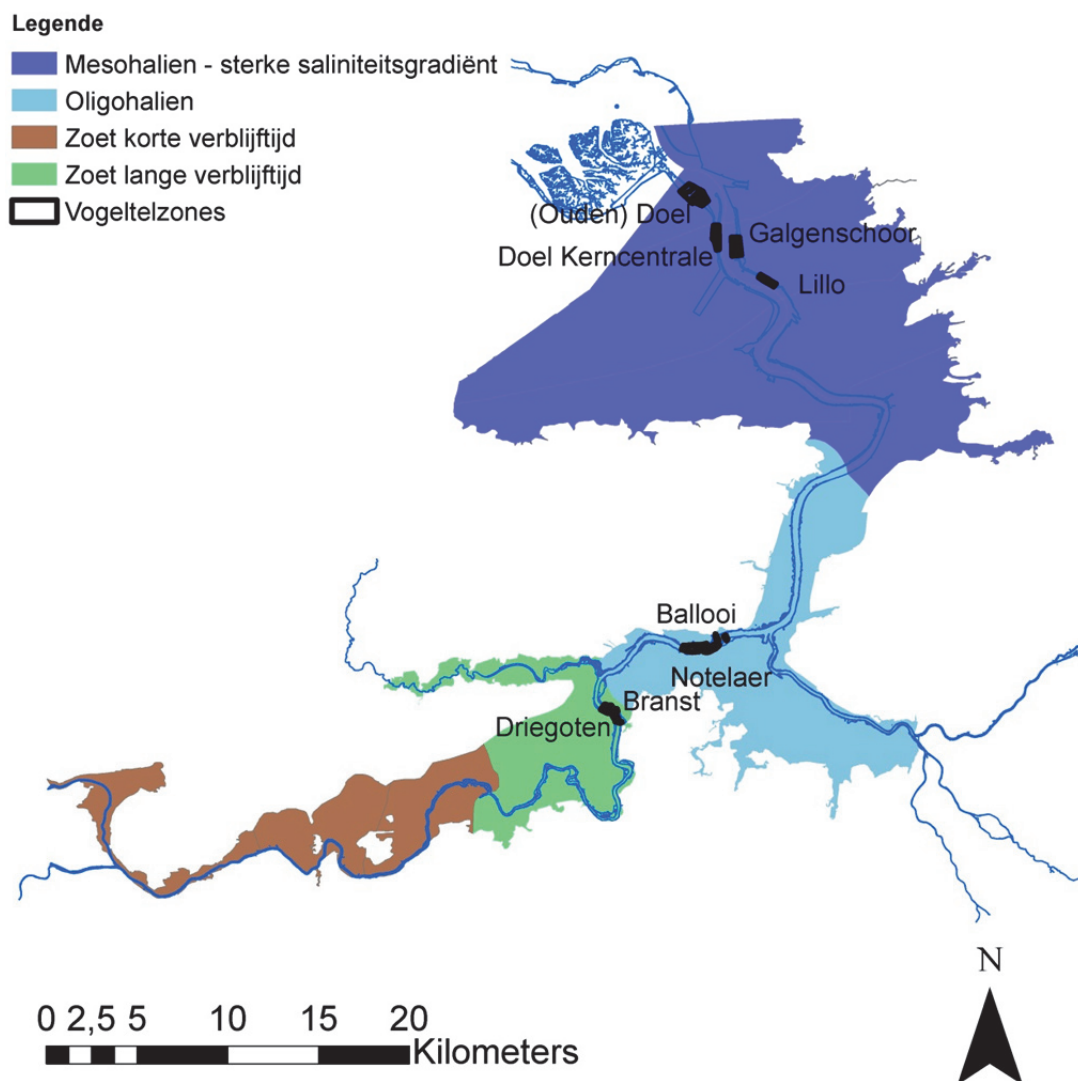 Legende
Mesohalien - sterke saliniteitsgradiënt
Oligohalien
Zoet korte verblijftijd
Zoet lange verblijftijd
Vogeltelzones
(Ouden) Doel
Galgenschoor
Doel Kerncentrale
Lillo
Ballooi
Notelaer
Branst
Driegoten
N
0 2,5 5 10 15 20
Kilometers